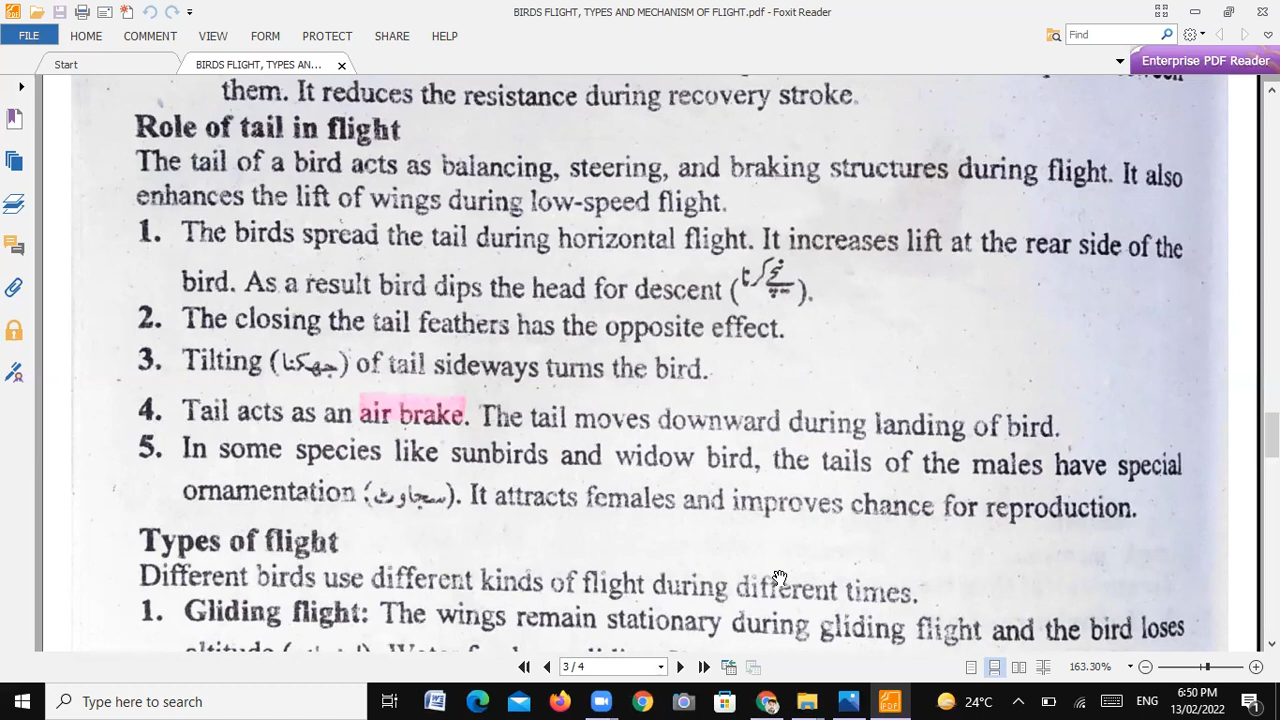 BIRDS FLIGHT, TYPES AND MECHANISM OF FLIGHT.pdf - Foxit Reader
FILE HOME COMMENT VIEW FORM PROTECT SHARE HELP Find
Start BIRDS FLIGHT, TYPES AN... Enterprise PDF Reader
them. It reduces the resistance during recovery stroke.
Role of tail in flight
The tail of a bird acts as balancing, steering, and braking structures during flight. It also
enhances the lift of wings during low-speed flight.
1. The birds spread the tail during horizontal flight. It increases lift at the rear side of the
bird. As a result bird dips the head for descent ().
2. The closing the tail feathers has the opposite effect.
3. Tilting (جھکنا) of tail sideways turns the bird.
4. Tail acts as an air brake. The tail moves downward during landing of bird.
5. In some species like sunbirds and widow bird, the tails of the males have special
ornamentation (سجاوٹ). It attracts females and improves chance for reproduction.
Types of flight
Different birds use different kinds of flight during different times.
1. Gliding flight: The wings remain stationary during gliding flight and the bird loses
3 / 4 163.30%
Type here to search 24°C ENG 6:50 PM
13/02/2022